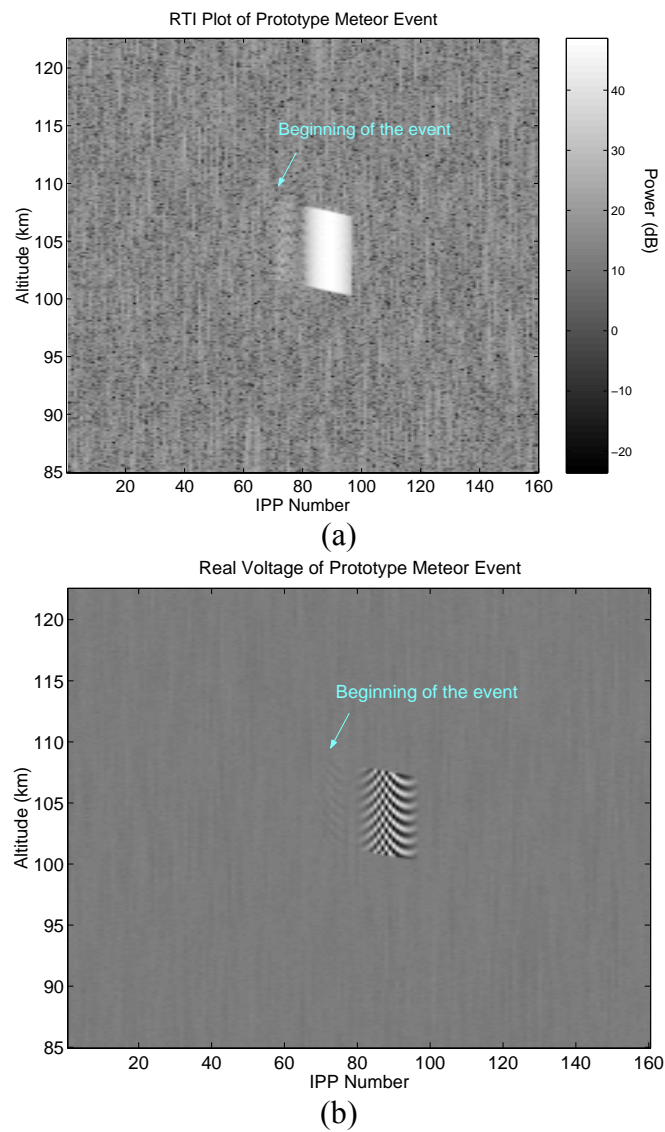 RTI Plot of Prototype Meteor Event
120
115
110
105
100
95
90
85
Altitude (km)
Beginning of the event
20 40 60 80 100 120 140 160
IPP Number
40
30
20
10
0
−10
−20
Power (dB)
(a)
Real Voltage of Prototype Meteor Event
120
115
110
105
100
95
90
85
Altitude (km)
Beginning of the event
20 40 60 80 100 120 140 160
IPP Number
(b)